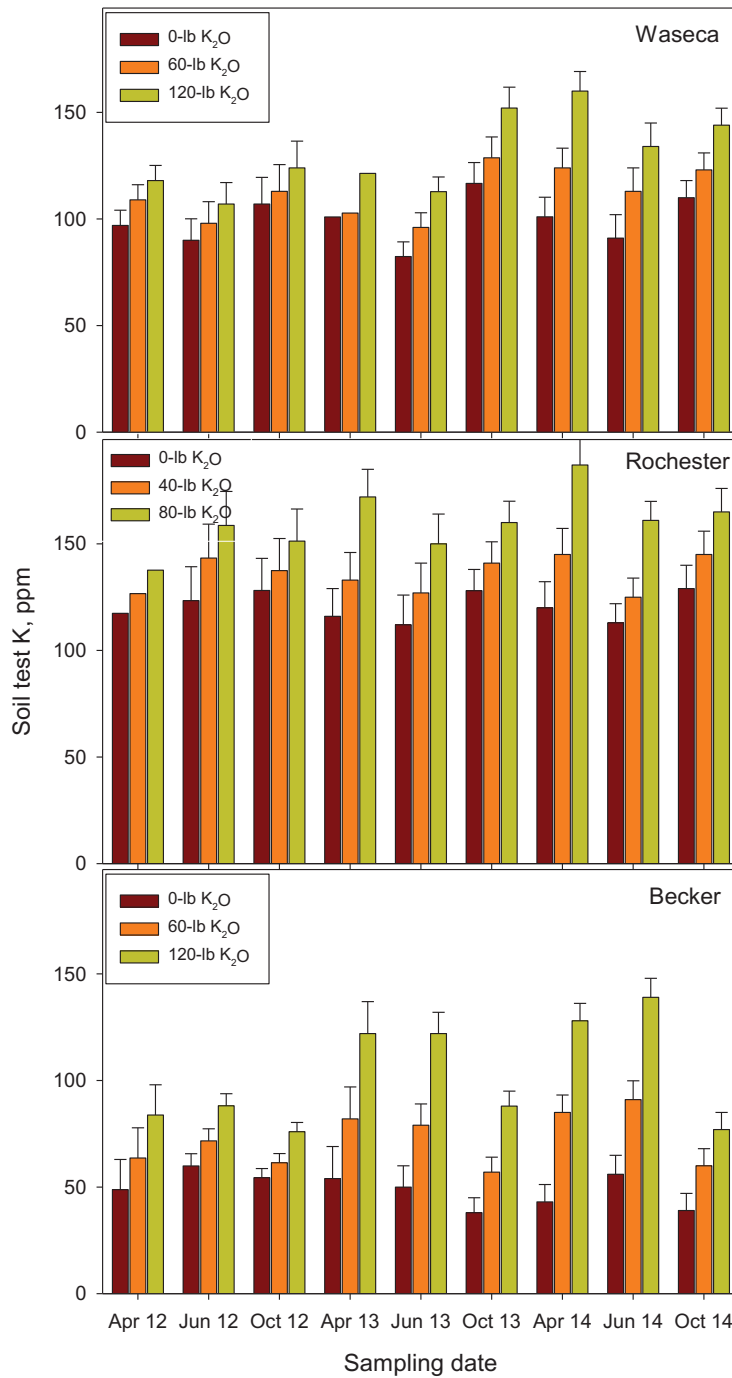 Waseca
0-lb K₂O
60-lb K₂O
120-lb K₂O
150
100
50
0
Rochester
0-lb K₂O
40-lb K₂O
80-lb K₂O
150
100
50
0
Soil test K, ppm
Becker
0-lb K₂O
60-lb K₂O
120-lb K₂O
150
100
50
0
Apr 12 Jun 12 Oct 12 Apr 13 Jun 13 Oct 13 Apr 14 Jun 14 Oct 14
Sampling date